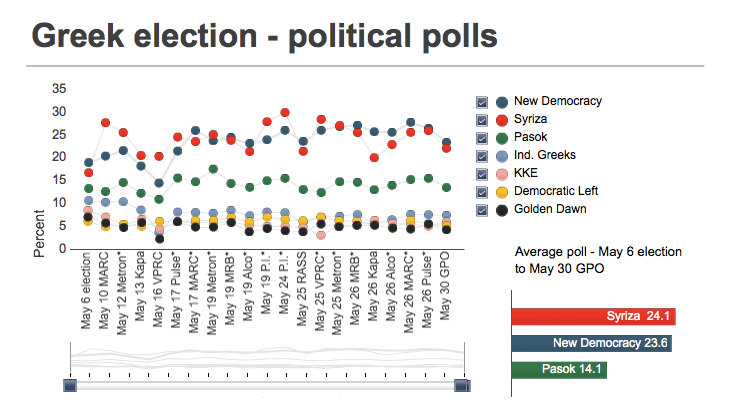 Greek election - political polls
35
30
25
20
15
10
5
0
Percent
May 6 election
May 10 MARC
May 12 Metron*
May 13 Kapa
May 16 VPRC
May 17 Pulse*
May 17 MARC*
May 19 Metron*
May 19 MRB*
May 19 Alco*
May 19 P.I.*
May 24 P.I.*
May 25 RASS
May 25 VPRC*
May 25 Metron*
May 26 MRB*
May 26 Kapa
May 26 Alco*
May 26 MARC*
May 26 Pulse*
May 30 GPO
New Democracy
Syriza
Pasok
Ind. Greeks
KKE
Democratic Left
Golden Dawn
Average poll - May 6 election
to May 30 GPO
Syriza 24.1
New Democracy 23.6
Pasok 14.1